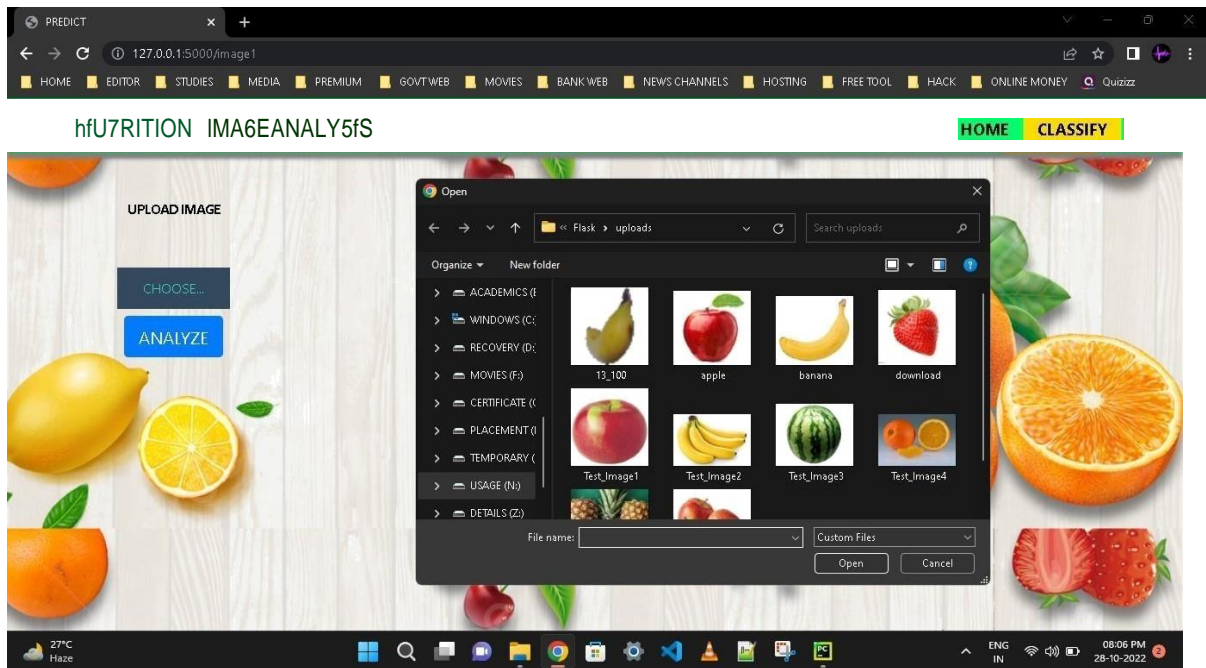 PREDICT
127.0.0.1:5000/image1
HOME EDITOR STUDIES MEDIA PREMIUM GOVT WEB MOVIES BANK WEB NEWS CHANNELS HOSTING FREE TOOL HACK ONLINE MONEY Quizizz
hfU7RITION IMA6EANALY5fS
HOME CLASSIFY
UPLOAD IMAGE
CHOOSE...
ANALYZE
Open
« Flask › uploads
Search uploads
Organize New folder
ACADEMICS (E
WINDOWS (C:
RECOVERY (D:
MOVIES (F:)
CERTIFICATE (
PLACEMENT (
TEMPORARY (
USAGE (N:)
DETAILS (Z:)
13_100 apple banana download
Test_Image1 Test_Image2 Test_Image3 Test_Image4
File name:
Custom Files
Open Cancel
27°C
Haze
ENG
IN
08:06 PM
28-10-2022
2